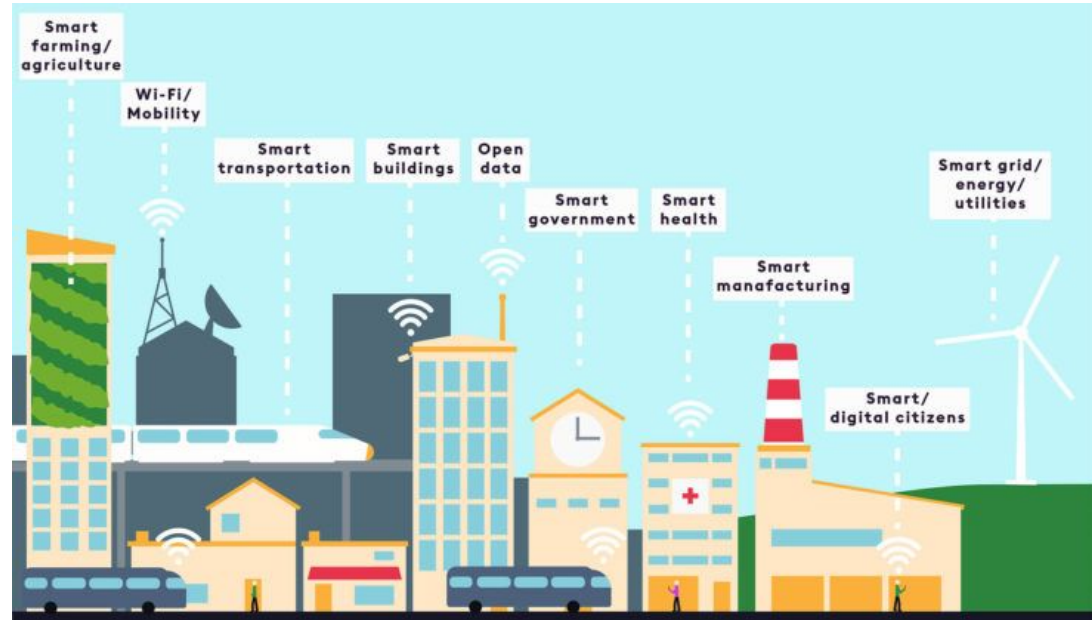 Smart
farming/
agriculture
Wi-Fi/
Mobility
Smart
transportation
Smart
buildings
Open
data
Smart
government
Smart
health
Smart
manafacturing
Smart grid/
energy/
utilities
Smart/
digital citizens